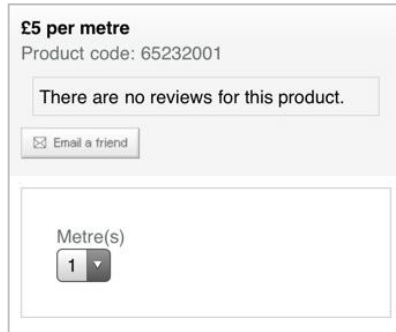 £5 per metre
Product code: 65232001
There are no reviews for this product.
Email a friend
Metre(s)
1